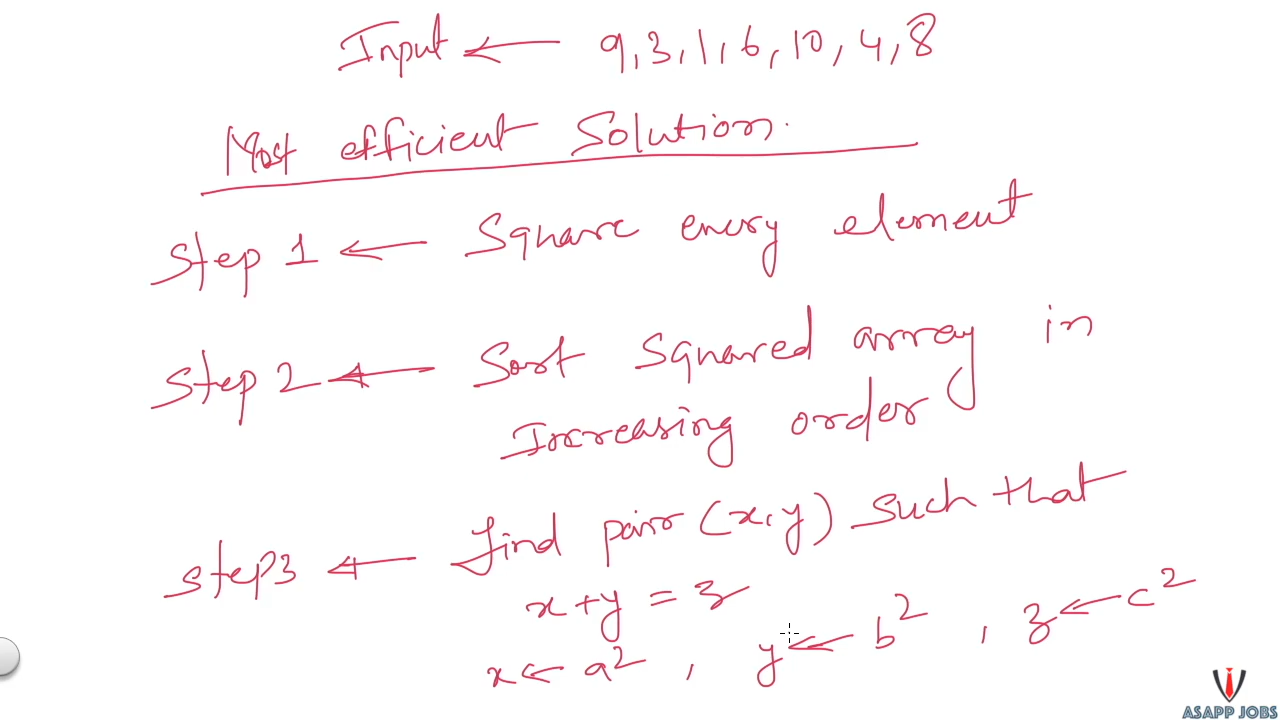 Input ← 9, 3, 1, 6, 10, 4, 8
Most efficient Solution.
Step 1 ← Square every element
Step 2 ← Sort Squared array in
Increasing order
Step3 ← find pair (x, y) such that
x + y = z
x ← a², y ← b², z ← c²
ASAPP JOBS